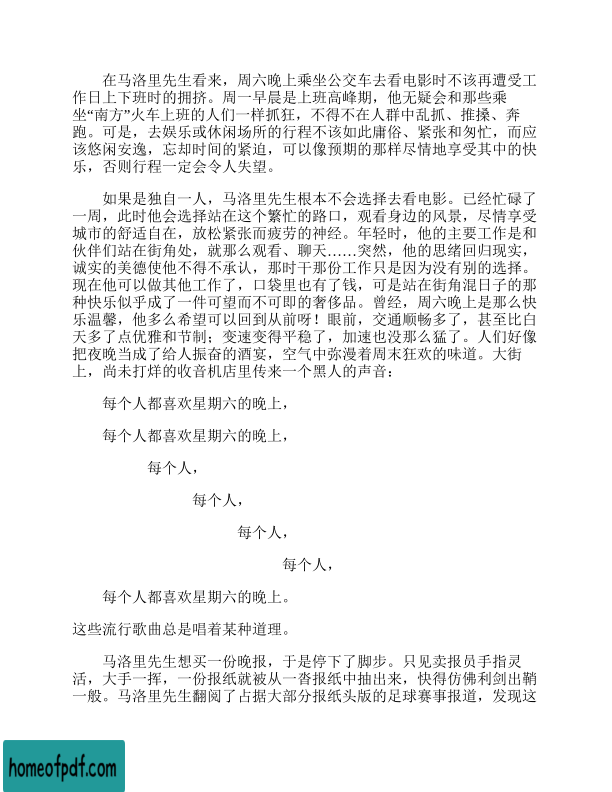 在马洛里先生看来，周六晚上乘坐公交车去看电影时不该再遭受工
作日上下班时的拥挤。周一早晨是上班高峰期，他无疑会和那些乘
坐“南方”火车上班的人们一样抓狂，不得不在人群中乱抓、推搡、奔
跑。可是，去娱乐或休闲场所的行程不该如此庸俗、紧张和匆忙，而应
该悠闲安逸，忘却时间的紧迫，可以像预期的那样尽情地享受其中的快
乐，否则行程一定会令人失望。
如果是独自一人，马洛里先生根本不会选择去看电影。已经忙碌了
一周，此时他会选择站在这个繁忙的路口，观看身边的风景，尽情享受
城市的舒适自在，放松紧张而疲劳的神经。年轻时，他的主要工作是和
伙伴们站在街角处，就那么观看、聊天……突然，他的思绪回归现实，
诚实的美德使他不得不承认，那时干那份工作只是因为没有别的选择。
现在他可以做其他工作了，口袋里也有了钱，可是站在街角混日子的那
种快乐似乎成了一件可望而不可即的奢侈品。曾经，周六晚上是那么快
乐温馨，他多么希望可以回到从前呀！眼前，交通顺畅多了，甚至比白
天多了点优雅和节制；变速变得平稳了，加速也没那么猛了。人们好像
把夜晚当成了给人振奋的酒宴，空气中弥漫着周末狂欢的味道。大街
上，尚未打烊的收音机店里传来一个黑人的声音：
每个人都喜欢星期六的晚上，
每个人都喜欢星期六的晚上，
每个人，
每个人，
每个人，
每个人，
每个人都喜欢星期六的晚上。
这些流行歌曲总是唱着某种道理。
马洛里先生想买一份晚报，于是停下了脚步。只见卖报员手指灵
活，大手一挥，一份报纸就被从一沓报纸中抽出来，快得仿佛利剑出鞘
一般。马洛里先生翻阅了占据大部分报纸头版的足球赛事报道，发现这
homeofpdf.com